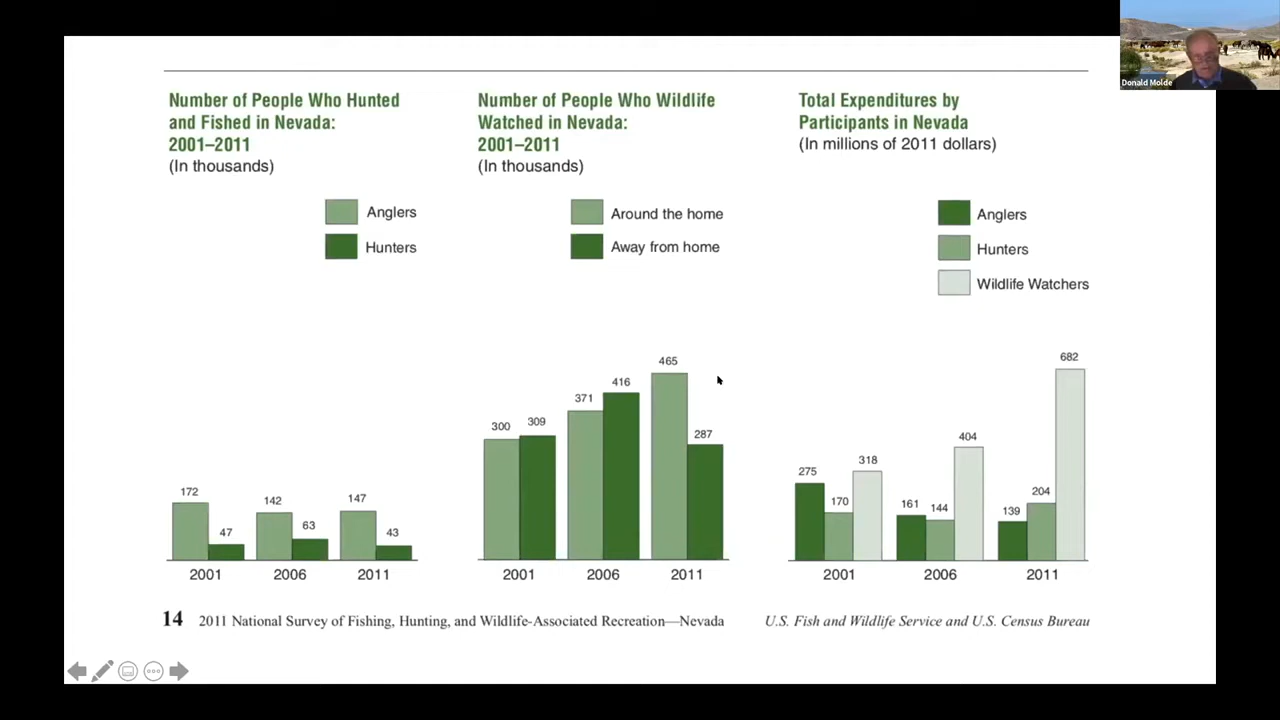 Donald Molde
Number of People Who Hunted
and Fished in Nevada:
2001–2011
(In thousands)
Anglers
Hunters
172
47
142
63
147
43
2001
2006
2011
Number of People Who Wildlife
Watched in Nevada:
2001–2011
(In thousands)
Around the home
Away from home
300
309
371
416
465
287
2001
2006
2011
Total Expenditures by
Participants in Nevada
(In millions of 2011 dollars)
Anglers
Hunters
Wildlife Watchers
275
170
318
161
144
404
139
204
682
2001
2006
2011
14 2011 National Survey of Fishing, Hunting, and Wildlife-Associated Recreation—Nevada
U.S. Fish and Wildlife Service and U.S. Census Bureau